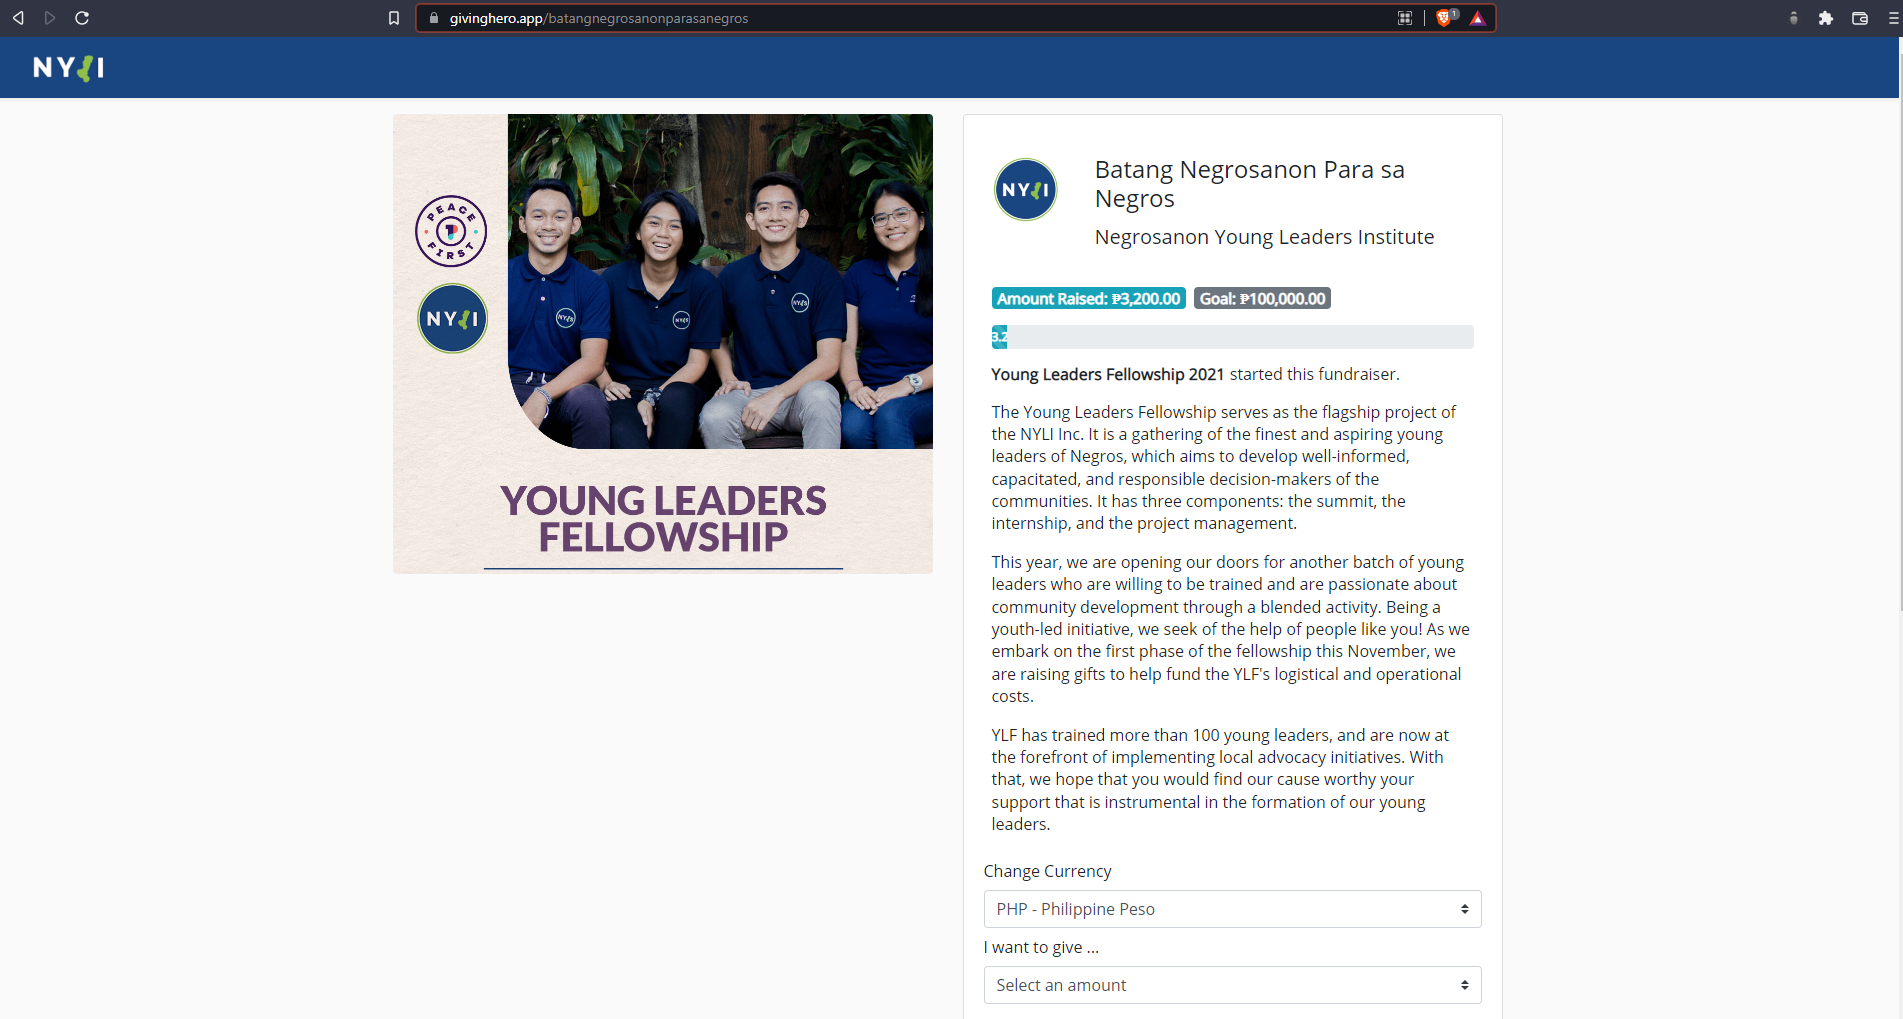 givinghero.app/batangnegrosanonparasanegros
1
NYLI
PEACE FIRST
NYLI
NYLS
NYLS
NYLS
YOUNG LEADERS
FELLOWSHIP
NYLI
Batang Negrosanon Para sa
Negros
Negrosanon Young Leaders Institute
Amount Raised: ₱3,200.00 Goal: ₱100,000.00
3.2
Young Leaders Fellowship 2021 started this fundraiser.
The Young Leaders Fellowship serves as the flagship project of
the NYLI Inc. It is a gathering of the finest and aspiring young
leaders of Negros, which aims to develop well-informed,
capacitated, and responsible decision-makers of the
communities. It has three components: the summit, the
internship, and the project management.
This year, we are opening our doors for another batch of young
leaders who are willing to be trained and are passionate about
community development through a blended activity. Being a
youth-led initiative, we seek of the help of people like you! As we
embark on the first phase of the fellowship this November, we
are raising gifts to help fund the YLF's logistical and operational
costs.
YLF has trained more than 100 young leaders, and are now at
the forefront of implementing local advocacy initiatives. With
that, we hope that you would find our cause worthy your
support that is instrumental in the formation of our young
leaders.
Change Currency
PHP - Philippine Peso
I want to give ...
Select an amount